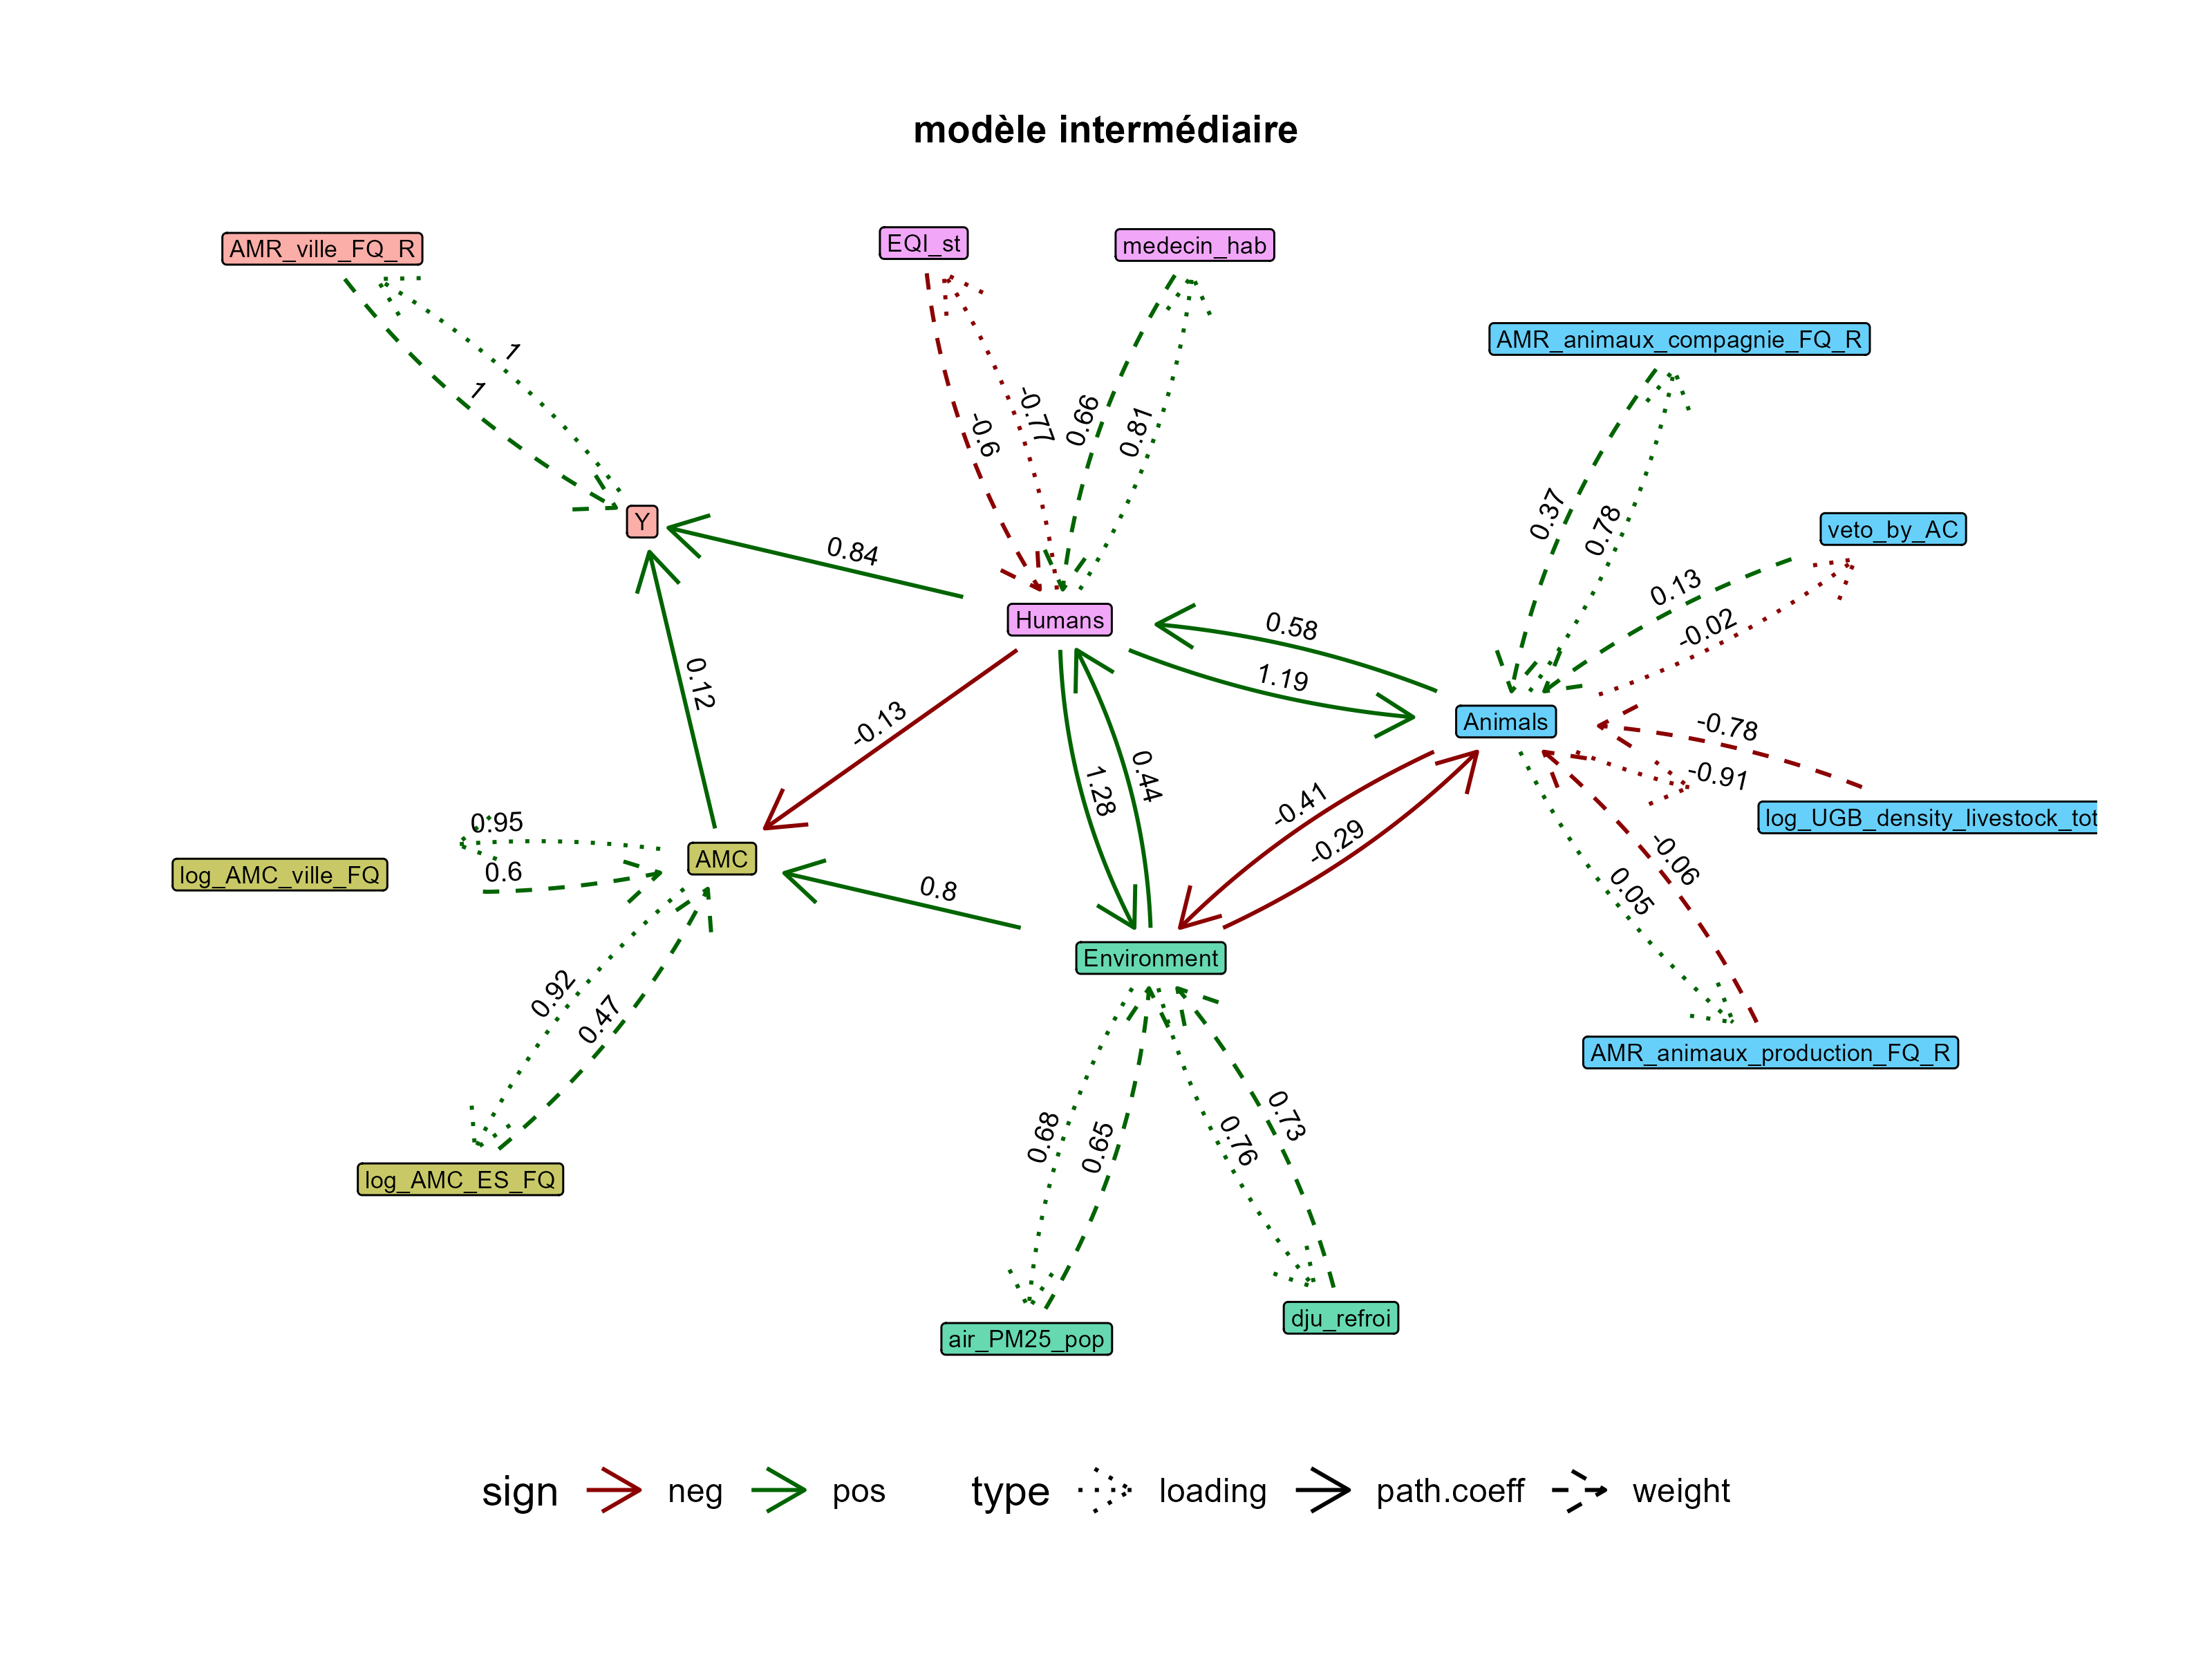 modèle intermédiaire
EQI_st
medecin_hab
AMR_ville_FQ_R
AMR_animaux_compagnie_FQ_R
1
1
-0.77
-0.6
0.66
0.81
0.37
0.78
Y
veto_by_AC
0.84
0.13
Humans
0.58
-0.02
1.19
0.12
-0.13
Animals
-0.78
0.44
1.28
-0.91
-0.41
-0.29
0.95
log_UGB_density_livestock_tot
AMC
-0.06
log_AMC_ville_FQ
0.6
0.8
0.05
Environment
0.92
0.47
AMR_animaux_production_FQ_R
0.68
0.65
0.76
0.73
log_AMC_ES_FQ
dju_refroi
air_PM25_pop
sign neg pos type loading path.coeff weight